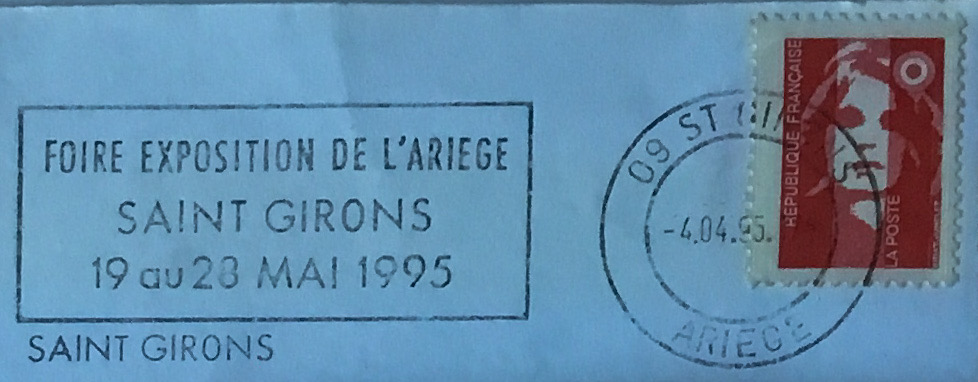 FOIRE EXPOSITION DE L'ARIEGE
SAINT GIRONS
19 au 28 MAI 1995
SAINT GIRONS
09 ST GIRONS
-4.04.95.
ARIEGE
REPUBLIQUE FRANÇAISE
LA POSTE